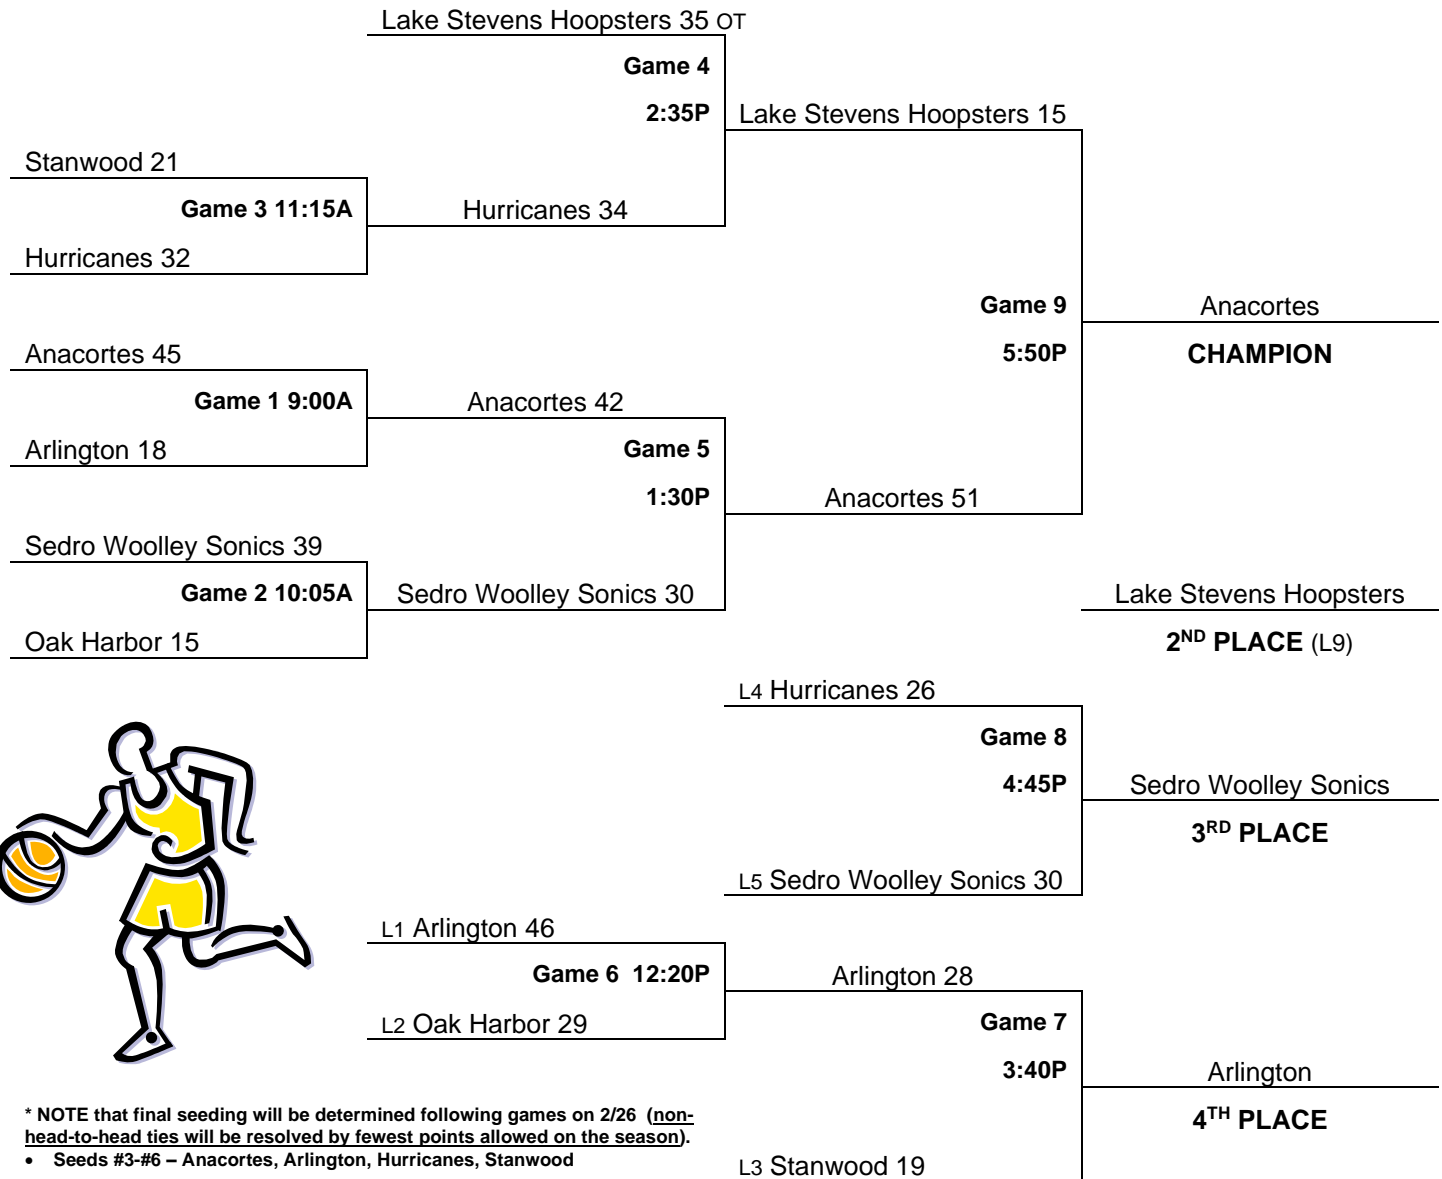 Lake Stevens Hoopsters 35 OT
Game 4
2:35P
Lake Stevens Hoopsters 15
Stanwood 21
Game 3 11:15A
Hurricanes 34
Hurricanes 32
Game 9
5:50P
Anacortes
CHAMPION
Anacortes 45
Game 1 9:00A
Anacortes 42
Arlington 18
Game 5
1:30P
Anacortes 51
Sedro Woolley Sonics 39
Game 2 10:05A
Sedro Woolley Sonics 30
Oak Harbor 15
Lake Stevens Hoopsters
2ND PLACE (L9)
L4 Hurricanes 26
Game 8
4:45P
Sedro Woolley Sonics
3RD PLACE
L5 Sedro Woolley Sonics 30
L1 Arlington 46
Game 6 12:20P
Arlington 28
L2 Oak Harbor 29
Game 7
3:40P
Arlington
4TH PLACE
L3 Stanwood 19
* NOTE that final seeding will be determined following games on 2/26 (non-
head-to-head ties will be resolved by fewest points allowed on the season).
• Seeds #3-#6 – Anacortes, Arlington, Hurricanes, Stanwood